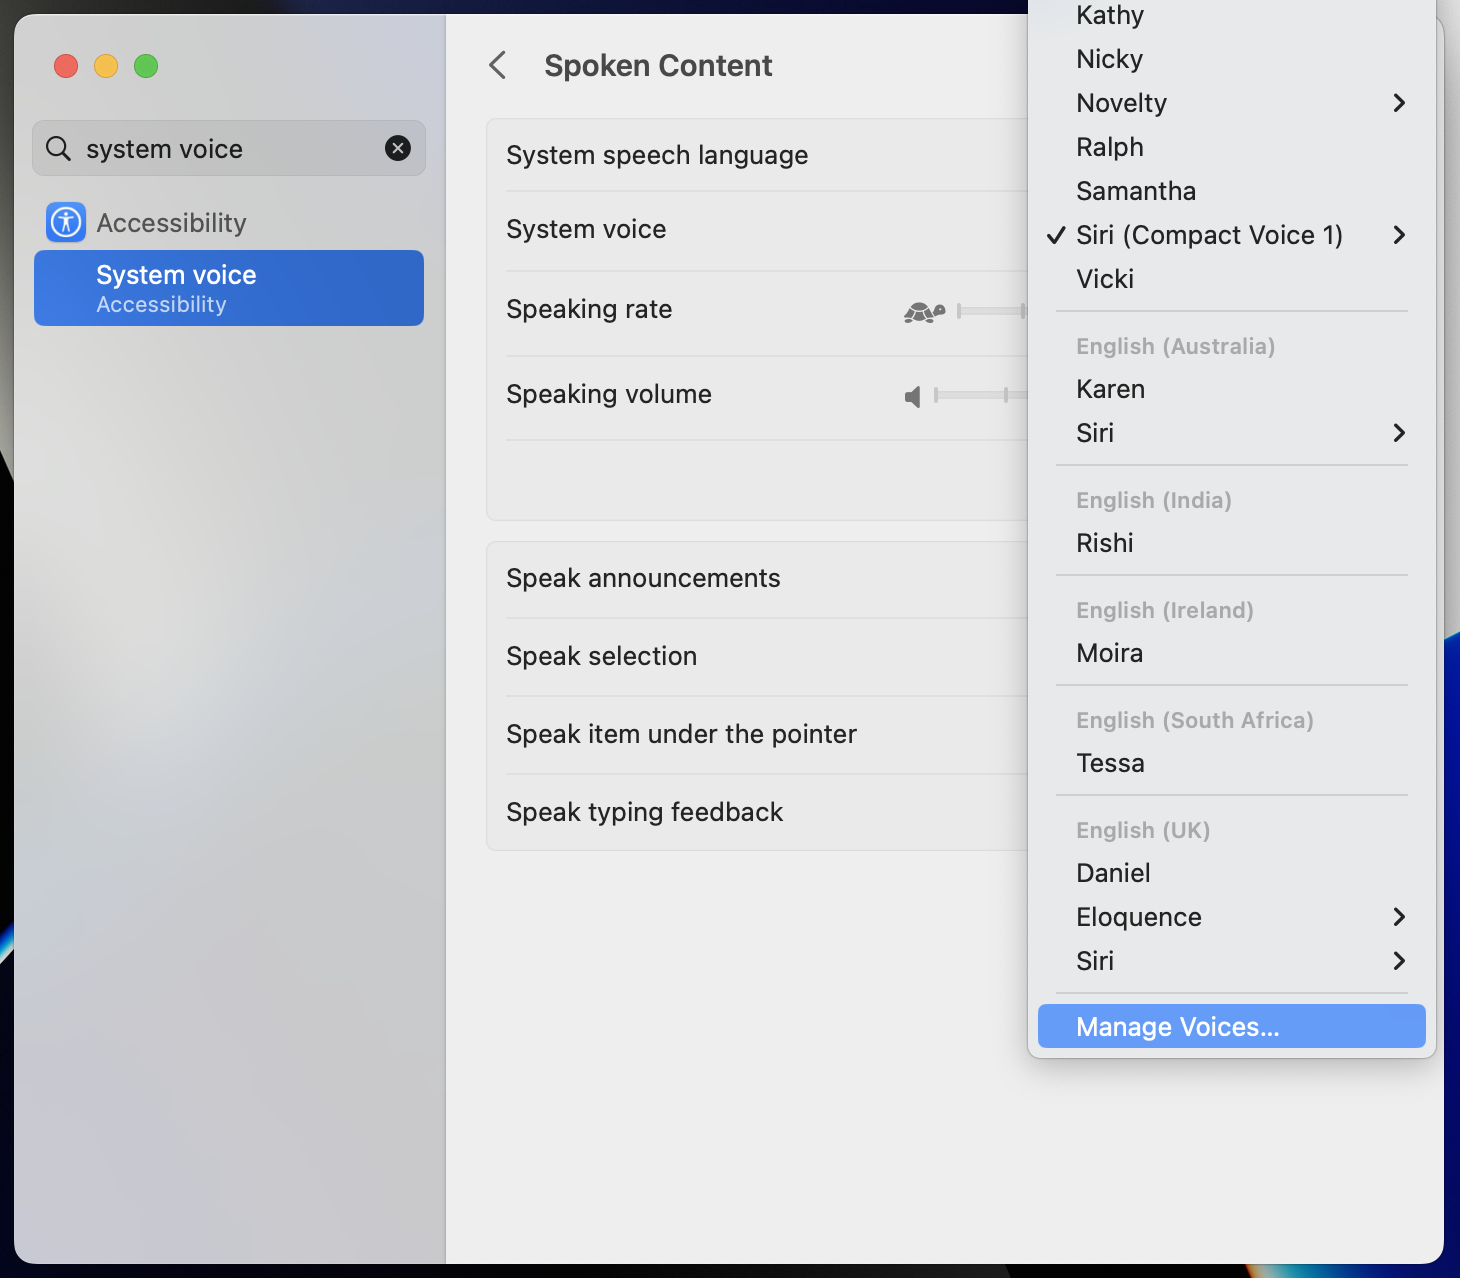 system voice
Accessibility
System voice
Accessibility
Spoken Content
System speech language
System voice
Speaking rate
Speaking volume
Speak announcements
Speak selection
Speak item under the pointer
Speak typing feedback
Kathy
Nicky
Novelty
Ralph
Samantha
Siri (Compact Voice 1)
Vicki
English (Australia)
Karen
Siri
English (India)
Rishi
English (Ireland)
Moira
English (South Africa)
Tessa
English (UK)
Daniel
Eloquence
Siri
Manage Voices...